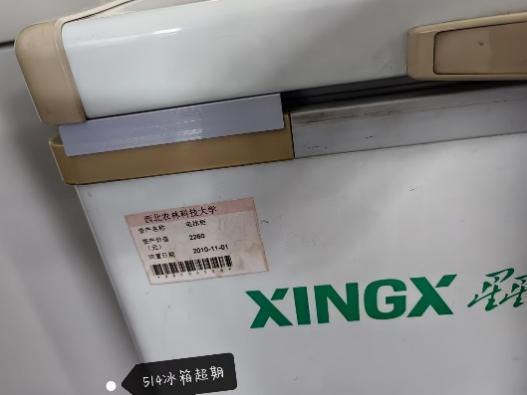 西北农林科技大学
资产名称 电冰柜
资产价值
(元) 2260
购置日期 2010-11-01
XINGX 星星
514冰箱超期